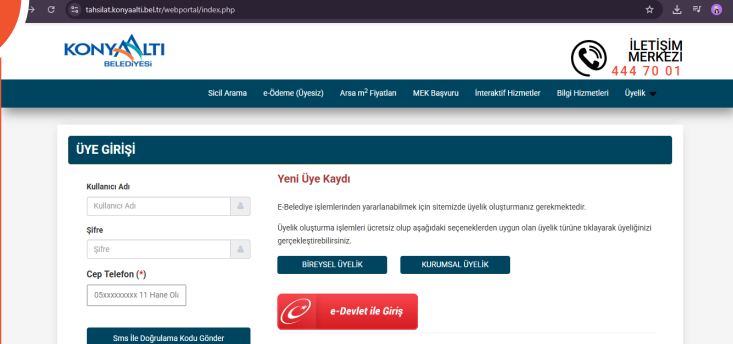 tahsilat.konyaalti.bel.tr/webportal/index.php
KONYAALTI
BELEDİYESİ
İLETİŞİM
MERKEZİ
444 70 01
Sicil Arama e-Ödeme (Üyesiz) Arsa m² Fiyatları MEK Başvuru İnteraktif Hizmetler Bilgi Hizmetleri Üyelik
ÜYE GİRİŞİ
Kullanıcı Adı
Kullanıcı Adı
Şifre
Şifre
Cep Telefon (*)
05xxxxxxxxx 11 Hane Ol
Sms İle Doğrulama Kodu Gönder
Yeni Üye Kaydı
E-Belediye işlemlerinden yararlanabilmek için sitemizde üyelik oluşturmanız gerekmektedir.
Üyelik oluşturma işlemleri ücretsiz olup aşağıdaki seçeneklerden uygun olan üyelik türüne tıklayarak üyeliğinizi
gerçekleştirebilirsiniz.
BİREYSEL ÜYELİK KURUMSAL ÜYELİK
e-Devlet ile Giriş